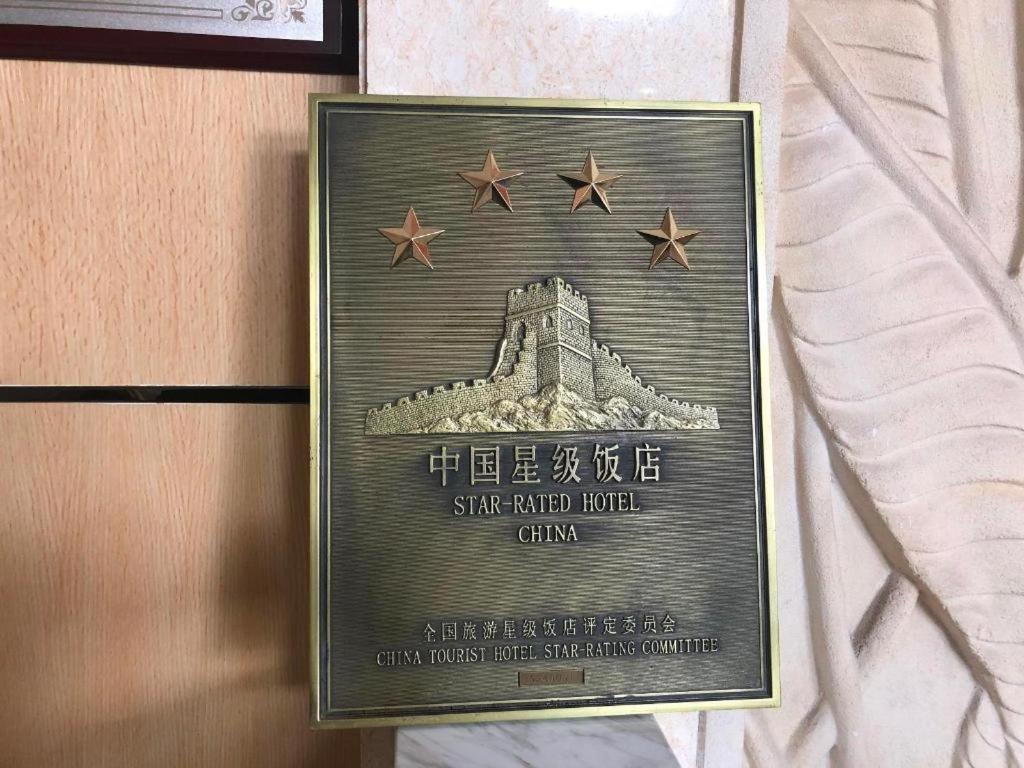 中国星级饭店
STAR-RATED HOTEL
CHINA
全国旅游星级饭店评定委员会
CHINA TOURIST HOTEL STAR-RATING COMMITTEE